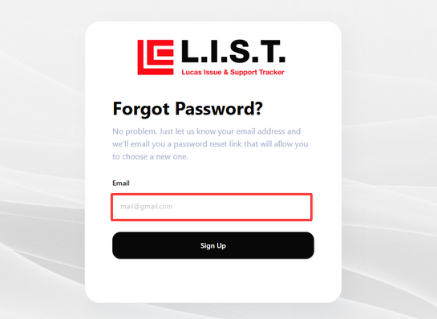 L.I.S.T.
Lucas Issue & Support Tracker
Forgot Password?
No problem. Just let us know your email address and
we'll email you a password reset link that will allow you
to choose a new one.
Email
mail@gmail.com
Sign Up